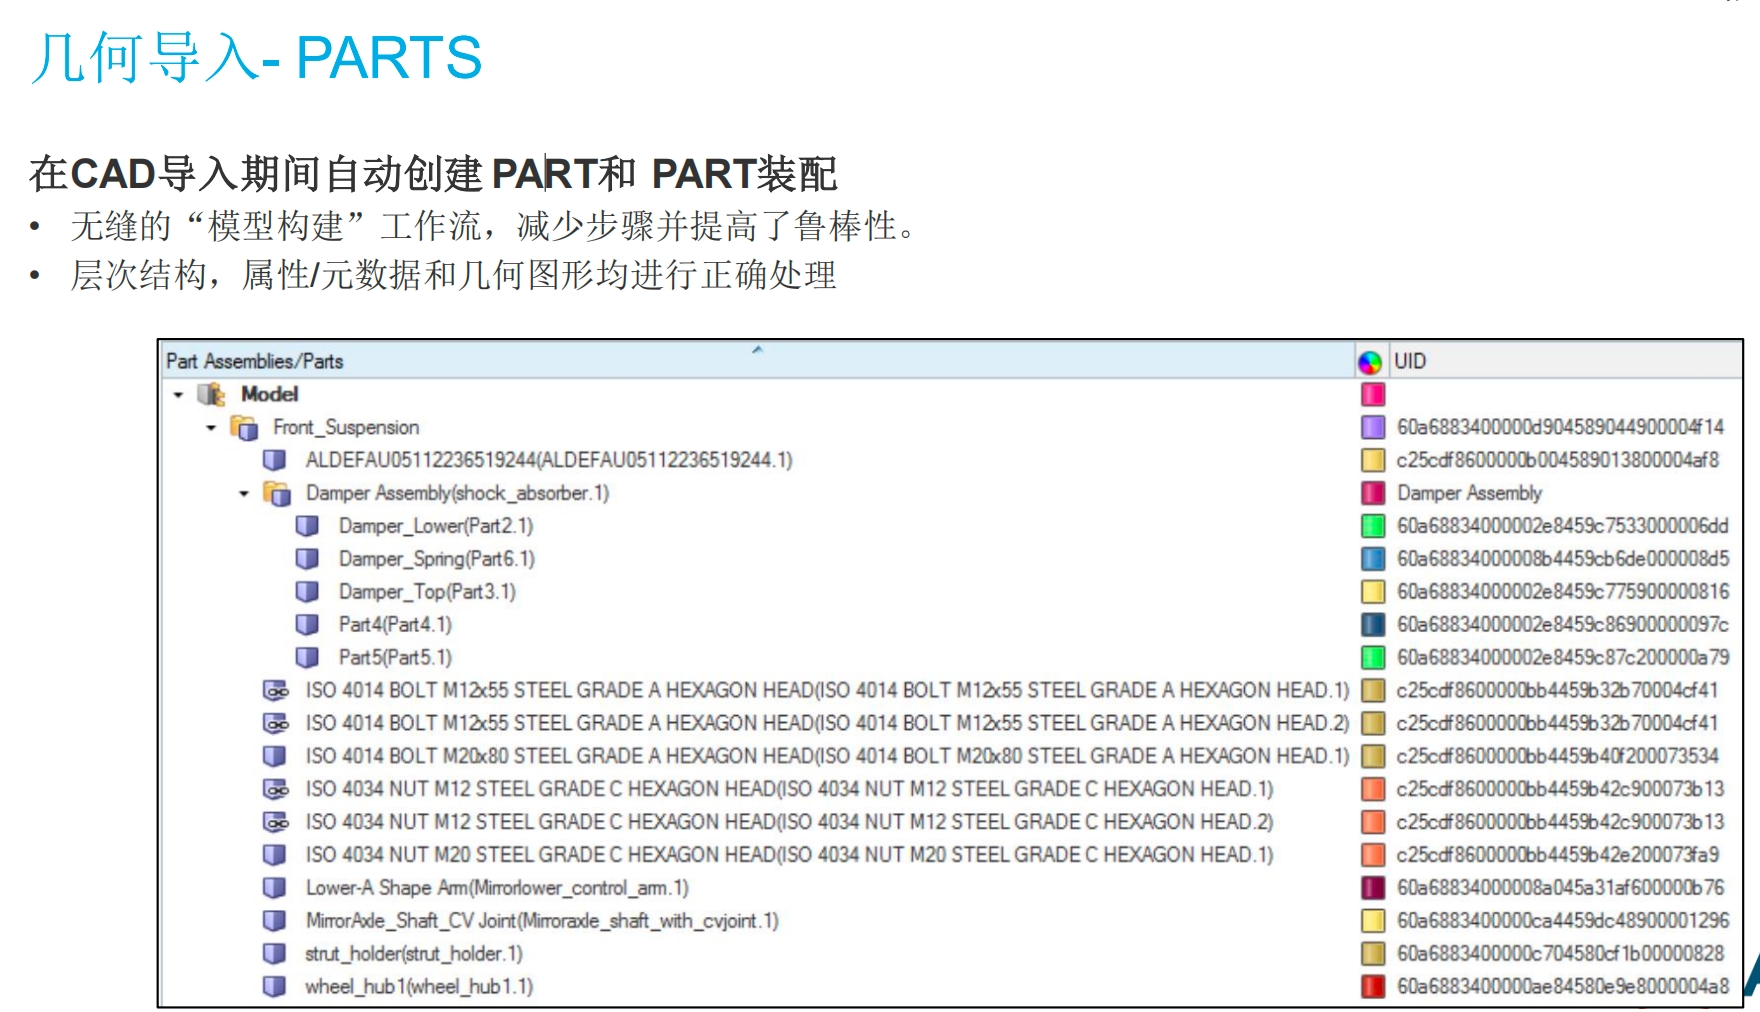 几何导入- PARTS
在CAD导入期间自动创建 PART和 PART装配
• 无缝的“模型构建”工作流，减少步骤并提高了鲁棒性。
• 层次结构，属性/元数据和几何图形均进行正确处理
Part Assemblies/Parts UID
Model
Front_Suspension 60a6883400000d904589044900004f14
ALDEFAU05112236519244(ALDEFAU05112236519244.1) c25cdf8600000b004589013800004af8
Damper Assembly(shock_absorber.1) Damper Assembly
Damper_Lower(Part2.1) 60a68834000002e8459c7533000006dd
Damper_Spring(Part6.1) 60a68834000008b4459cb6de000008d5
Damper_Top(Part3.1) 60a68834000002e8459c775900000816
Part4(Part4.1) 60a68834000002e8459c86900000097c
Part5(Part5.1) 60a68834000002e8459c87c200000a79
ISO 4014 BOLT M12x55 STEEL GRADE A HEXAGON HEAD(ISO 4014 BOLT M12x55 STEEL GRADE A HEXAGON HEAD.1) c25cdf8600000bb4459b32b70004cf41
ISO 4014 BOLT M12x55 STEEL GRADE A HEXAGON HEAD(ISO 4014 BOLT M12x55 STEEL GRADE A HEXAGON HEAD.2) c25cdf8600000bb4459b32b70004cf41
ISO 4014 BOLT M20x80 STEEL GRADE A HEXAGON HEAD(ISO 4014 BOLT M20x80 STEEL GRADE A HEXAGON HEAD.1) c25cdf8600000bb4459b40f200073534
ISO 4034 NUT M12 STEEL GRADE C HEXAGON HEAD(ISO 4034 NUT M12 STEEL GRADE C HEXAGON HEAD.1) c25cdf8600000bb4459b42c900073b13
ISO 4034 NUT M12 STEEL GRADE C HEXAGON HEAD(ISO 4034 NUT M12 STEEL GRADE C HEXAGON HEAD.2) c25cdf8600000bb4459b42c900073b13
ISO 4034 NUT M20 STEEL GRADE C HEXAGON HEAD(ISO 4034 NUT M20 STEEL GRADE C HEXAGON HEAD.1) c25cdf8600000bb4459b42e200073fa9
Lower-A Shape Arm(Mirrorlower_control_arm.1) 60a68834000008a045a31af600000b76
MirrorAxle_Shaft_CV Joint(Mirroraxle_shaft_with_cvjoint.1) 60a6883400000ca4459dc48900001296
strut_holder(strut_holder.1) 60a6883400000c704580cf1b00000828
wheel_hub1(wheel_hub1.1) 60a6883400000ae84580e9e8000004a8